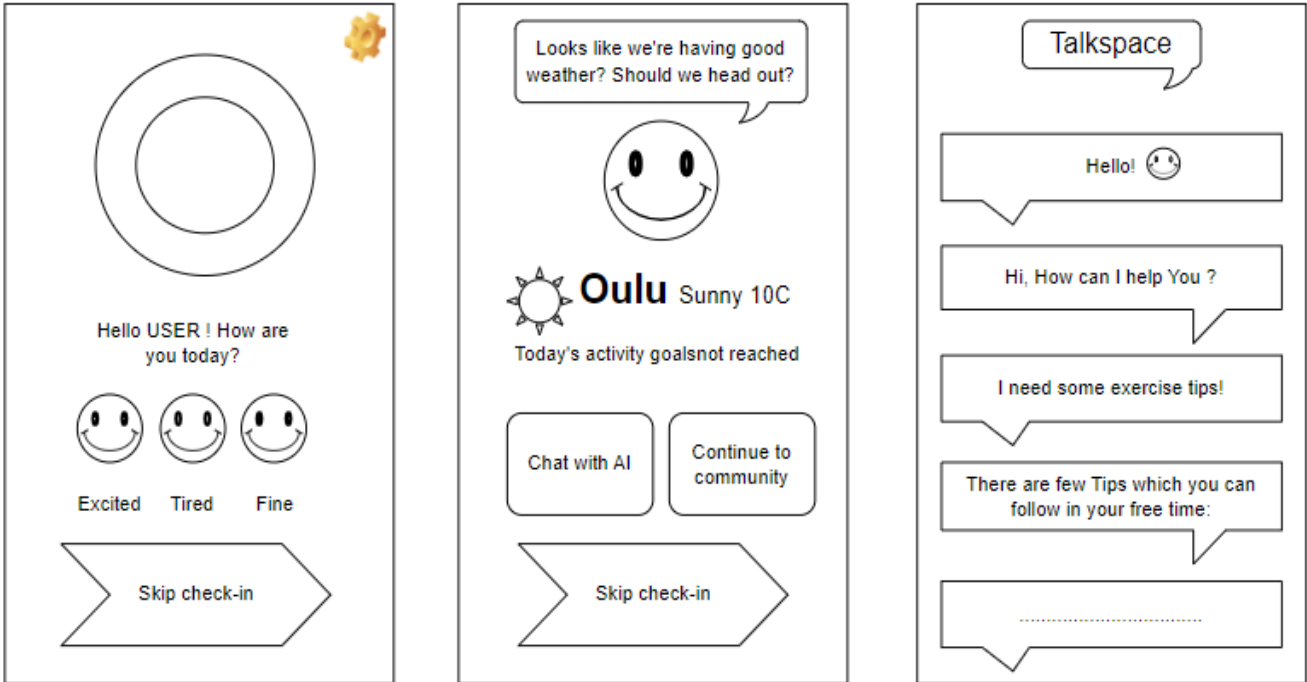 Hello USER ! How are
you today?
Excited
Tired
Fine
Skip check-in
Looks like we're having good
weather? Should we head out?
Oulu Sunny 10C
Today's activity goalsnot reached
Chat with AI
Continue to
community
Skip check-in
Talkspace
Hello!
Hi, How can I help You ?
I need some exercise tips!
There are few Tips which you can
follow in your free time:
..................................